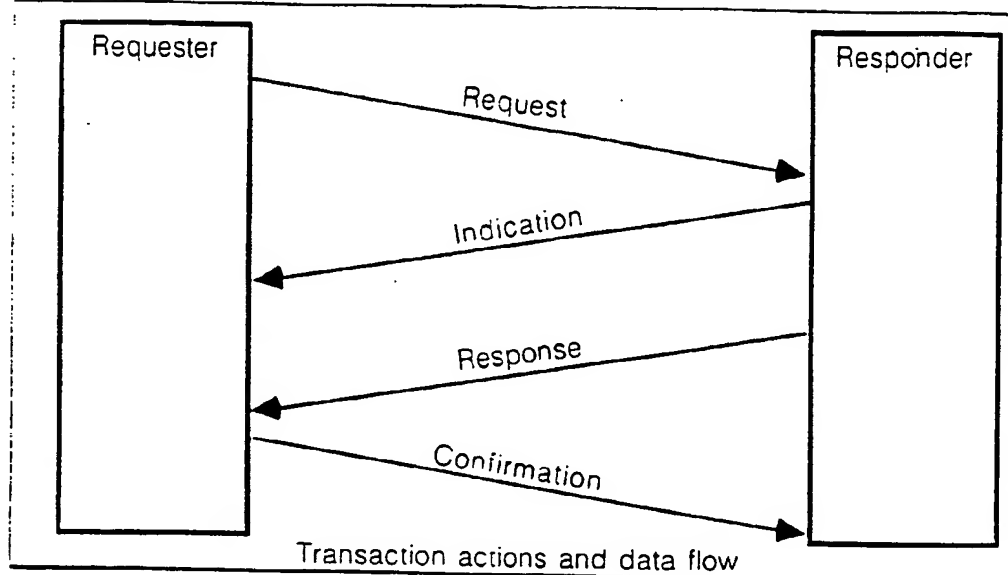 Requester
Responder
Request
Indication
Response
Confirmation
Transaction actions and data flow